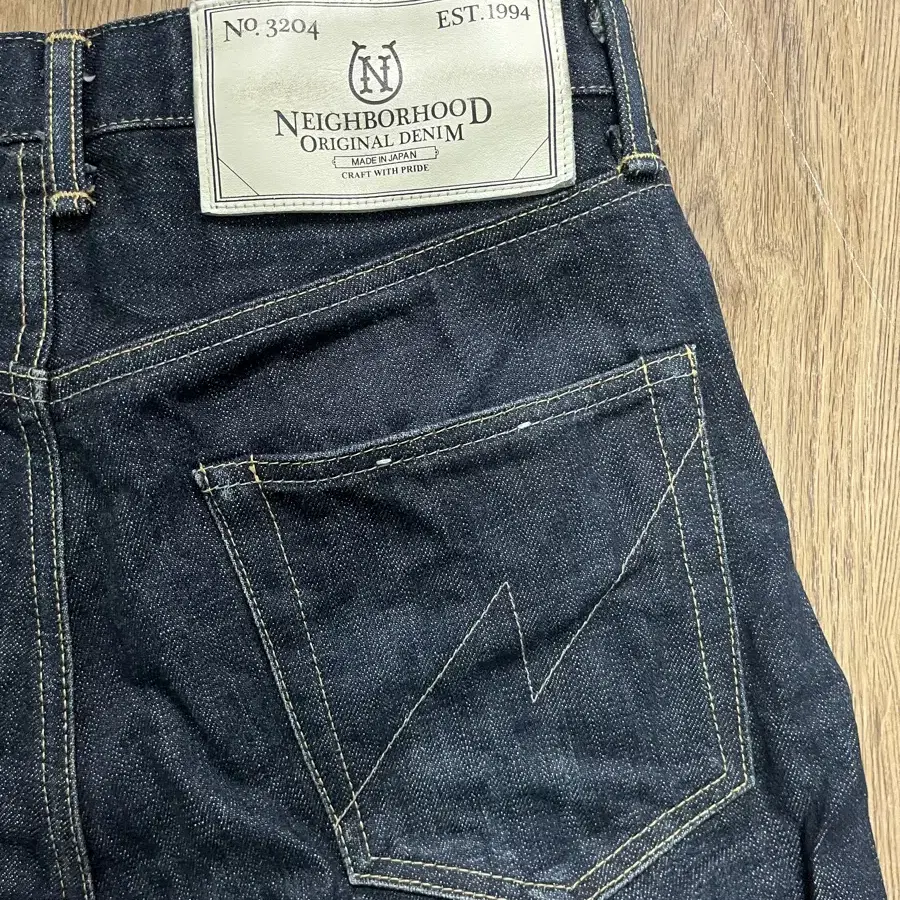 No. 3204
EST. 1994
N
NEIGHBORHOOD
ORIGINAL DENIM
MADE IN JAPAN
CRAFT WITH PRIDE